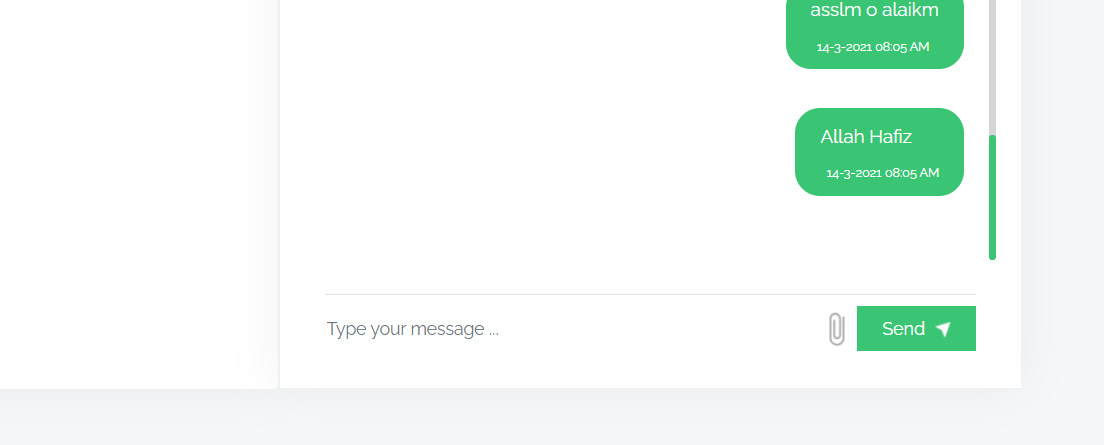 asslm o alaikm
14-3-2021 08:05 AM
Allah Hafiz
14-3-2021 08:05 AM
Type your message ...
Send